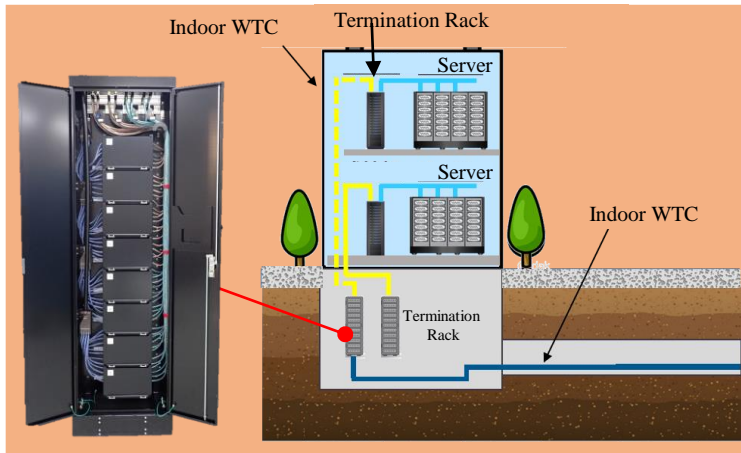 Indoor WTC
Termination Rack
Server
Server
Indoor WTC
Termination
Rack